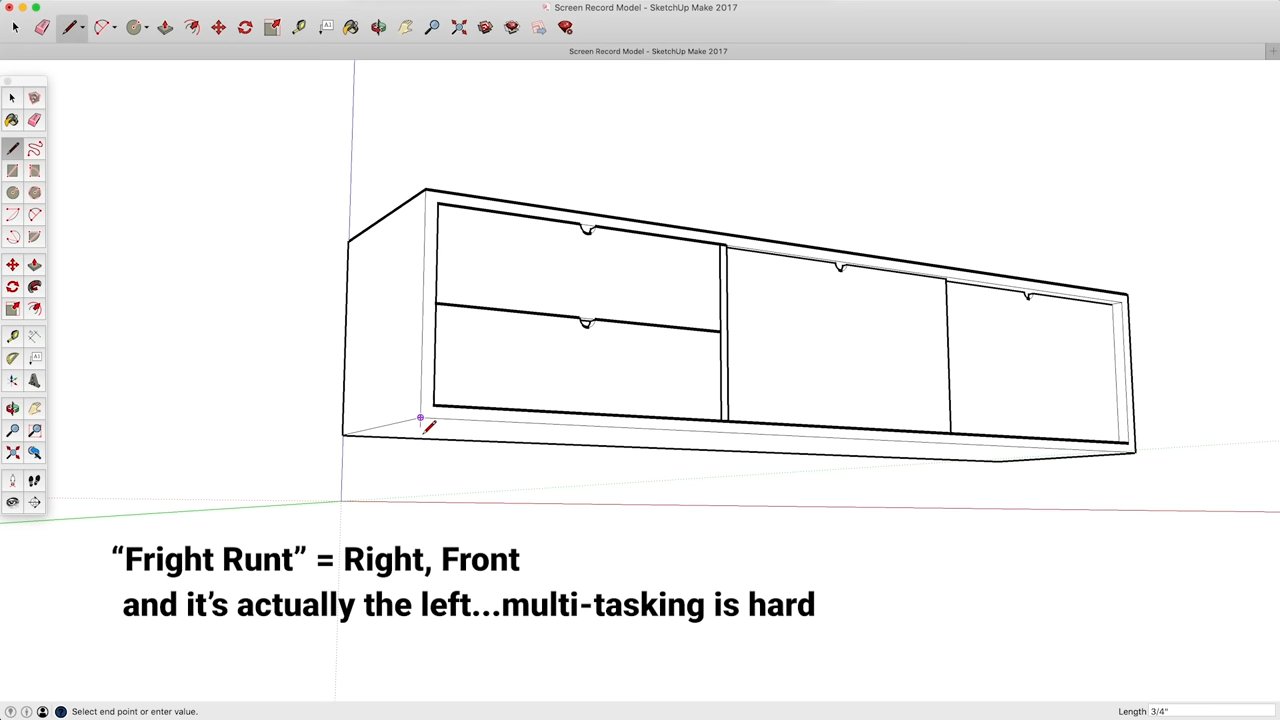 Screen Record Model - SketchUp Make 2017
Screen Record Model - SketchUp Make 2017
“Fright Runt” = Right, Front
and it’s actually the left...multi-tasking is hard
Select end point or enter value.
Length 3/4"